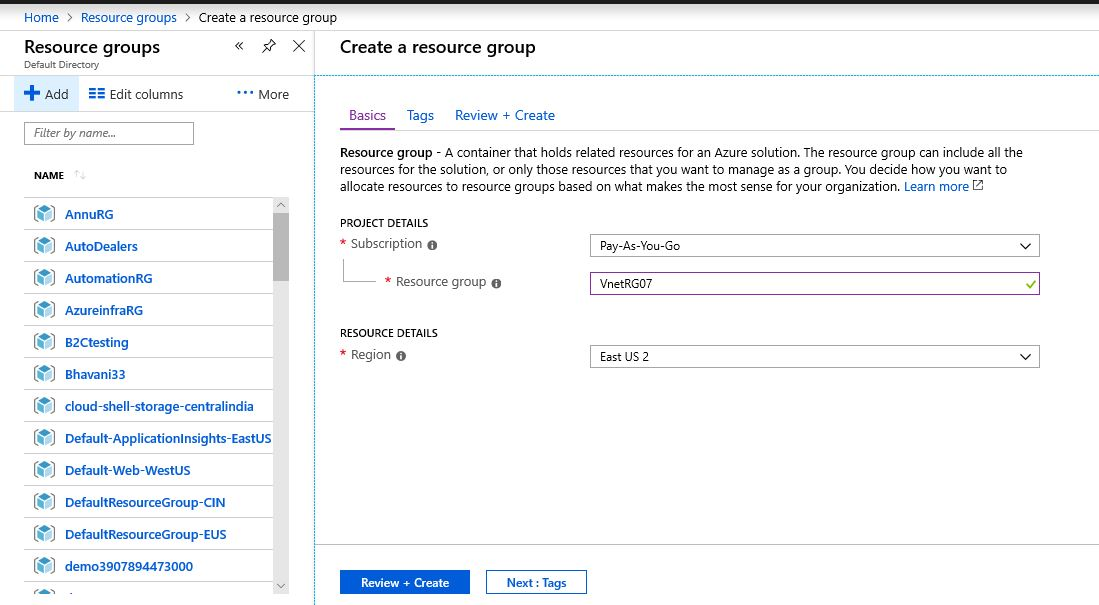 Home > Resource groups > Create a resource group
Resource groups
Default Directory
Add
Edit columns
More
Filter by name...
NAME
AnnuRG
AutoDealers
AutomationRG
AzureinfraRG
B2Ctesting
Bhavani33
cloud-shell-storage-centralindia
Default-ApplicationInsights-EastUS
Default-Web-WestUS
DefaultResourceGroup-CIN
DefaultResourceGroup-EUS
demo3907894473000
Create a resource group
Basics
Tags
Review + Create
Resource group - A container that holds related resources for an Azure solution. The resource group can include all the
resources for the solution, or only those resources that you want to manage as a group. You decide how you want to
allocate resources to resource groups based on what makes the most sense for your organization. Learn more
PROJECT DETAILS
* Subscription
Pay-As-You-Go
* Resource group
VnetRG07
RESOURCE DETAILS
* Region
East US 2
Review + Create
Next : Tags